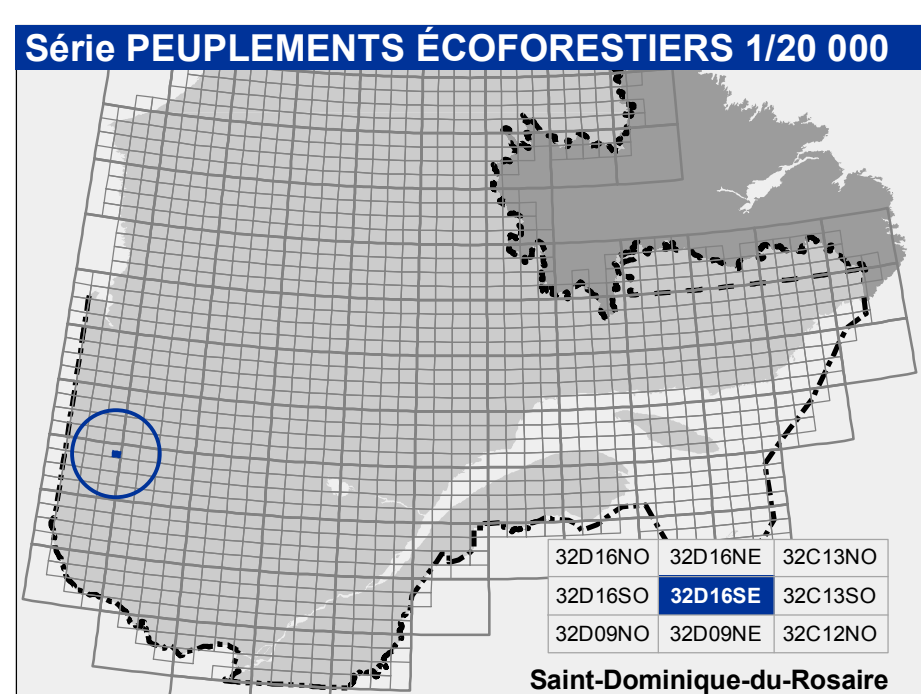 Série PEUPLEMENTS ÉCOFORESTIERS 1/20 000
32D16NO 32D16NE 32C13NO
32D16SO 32D16SE 32C13SO
32D09NO 32D09NE 32C12NO
Saint-Dominique-du-Rosaire